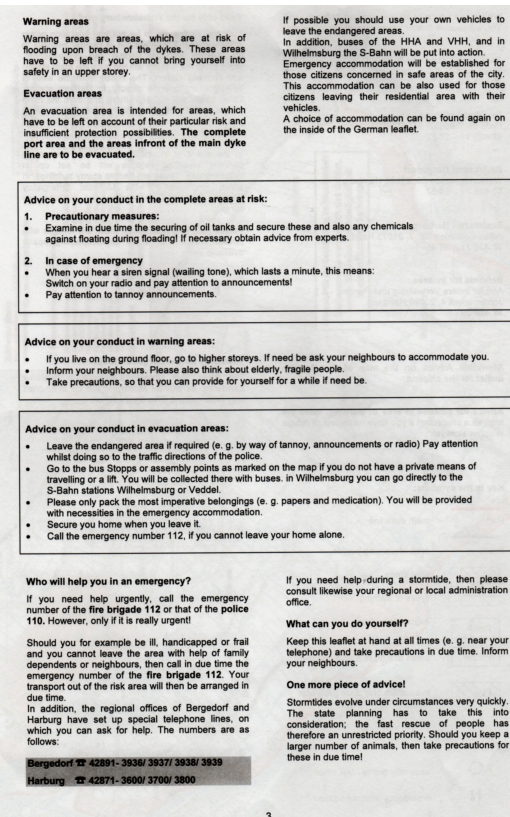 Warning areas
Warning areas are areas, which are at risk of
flooding upon breach of the dykes. These areas
have to be left if you cannot bring yourself into
safety in an upper storey.
Evacuation areas
An evacuation area is intended for areas, which
have to be left on account of their particular risk and
insufficient protection possibilities. The complete
port area and the areas infront of the main dyke
line are to be evacuated.
If possible you should use your own vehicles to
leave the endangered areas.
In addition, buses of the HHA and VHH, and in
Wilhelmsburg the S-Bahn will be put into action.
Emergency accommodation will be established for
those citizens concerned in safe areas of the city.
This accommodation can be also used for those
citizens leaving their residential area with their
vehicles.
A choice of accommodation can be found again on
the inside of the German leaflet.
Advice on your conduct in the complete areas at risk:
1. Precautionary measures:
• Examine in due time the securing of oil tanks and secure these and also any chemicals
against floating during floading! If necessary obtain advice from experts.
2. In case of emergency
• When you hear a siren signal (wailing tone), which lasts a minute, this means:
Switch on your radio and pay attention to announcements!
• Pay attention to tannoy announcements.
Advice on your conduct in warning areas:
• If you live on the ground floor, go to higher storeys. If need be ask your neighbours to accommodate you.
• Inform your neighbours. Please also think about elderly, fragile people.
• Take precautions, so that you can provide for yourself for a while if need be.
Advice on your conduct in evacuation areas:
• Leave the endangered area if required (e. g. by way of tannoy, announcements or radio) Pay attention
whilst doing so to the traffic directions of the police.
• Go to the bus Stopps or assembly points as marked on the map if you do not have a private means of
travelling or a lift. You will be collected there with buses. in Wilhelmsburg you can go directly to the
S-Bahn stations Wilhelmsburg or Veddel.
• Please only pack the most imperative belongings (e. g. papers and medication). You will be provided
with necessities in the emergency accommodation.
• Secure you home when you leave it.
• Call the emergency number 112, if you cannot leave your home alone.
Who will help you in an emergency?
If you need help urgently, call the emergency
number of the fire brigade 112 or that of the police
110. However, only if it is really urgent!
Should you for example be ill, handicapped or frail
and you cannot leave the area with help of family
dependents or neighbours, then call in due time the
emergency number of the fire brigade 112. Your
transport out of the risk area will then be arranged in
due time.
In addition, the regional offices of Bergedorf and
Harburg have set up special telephone lines, on
which you can ask for help. The numbers are as
follows:
Bergedorf ☎ 42891- 3936/ 3937/ 3938/ 3939
Harburg ☎ 42871- 3600/ 3700/ 3800
If you need help during a stormtide, then please
consult likewise your regional or local administration
office.
What can you do yourself?
Keep this leaflet at hand at all times (e. g. near your
telephone) and take precautions in due time. Inform
your neighbours.
One more piece of advice!
Stormtides evolve under circumstances very quickly.
The state planning has to take this into
consideration; the fast rescue of people has
therefore an unrestricted priority. Should you keep a
larger number of animals, then take precautions for
these in due time!
3